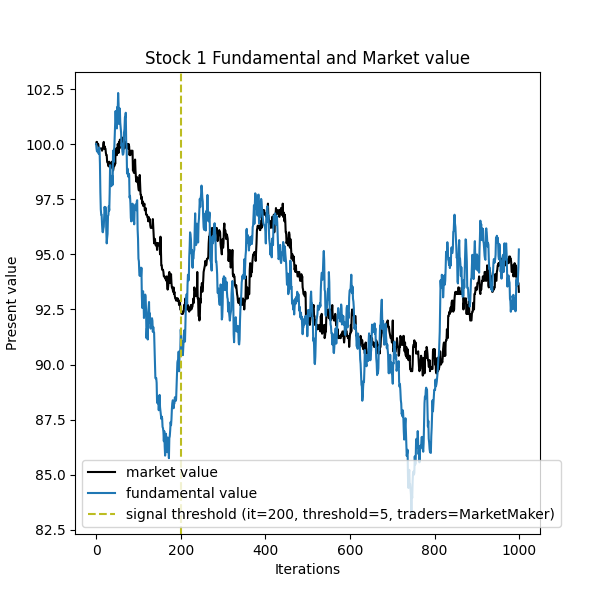 Stock 1 Fundamental and Market value
Present value
102.5
100.0
97.5
95.0
92.5
90.0
87.5
85.0
82.5
market value
fundamental value
signal threshold (it=200, threshold=5, traders=MarketMaker)
0 200 400 600 800 1000
Iterations